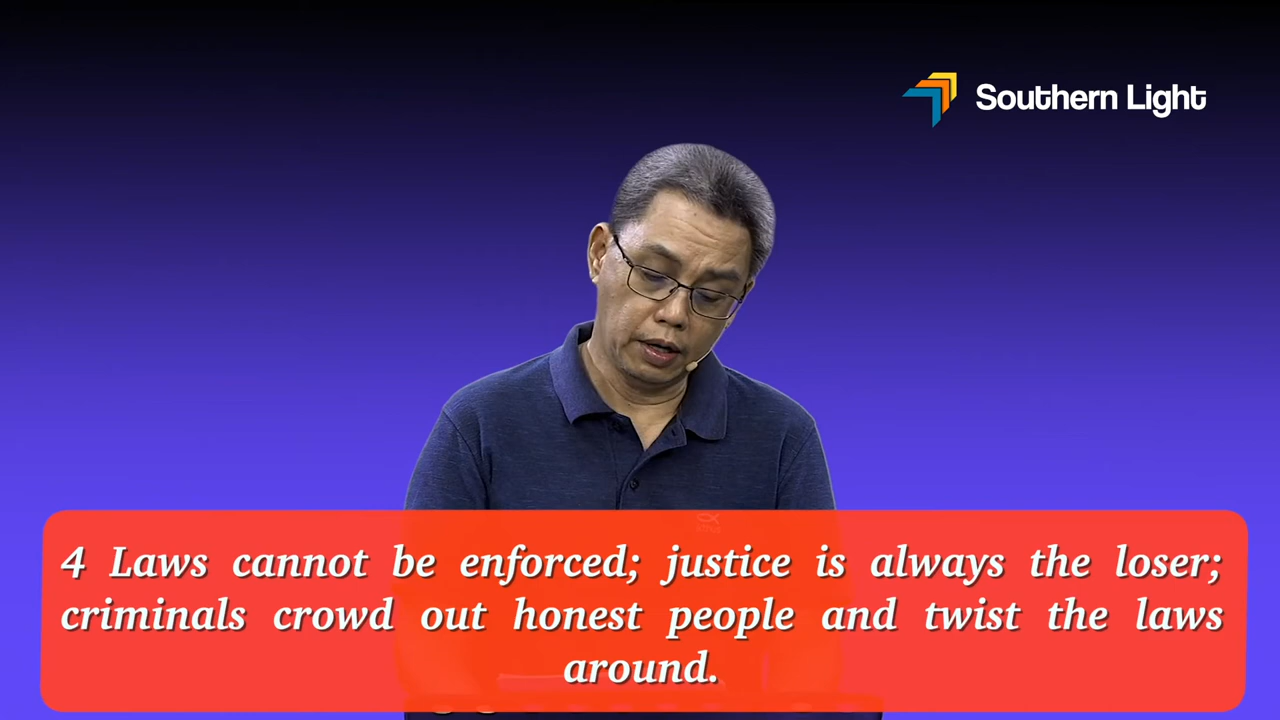 Southern Light
4 Laws cannot be enforced; justice is always the loser;
criminals crowd out honest people and twist the laws
around.